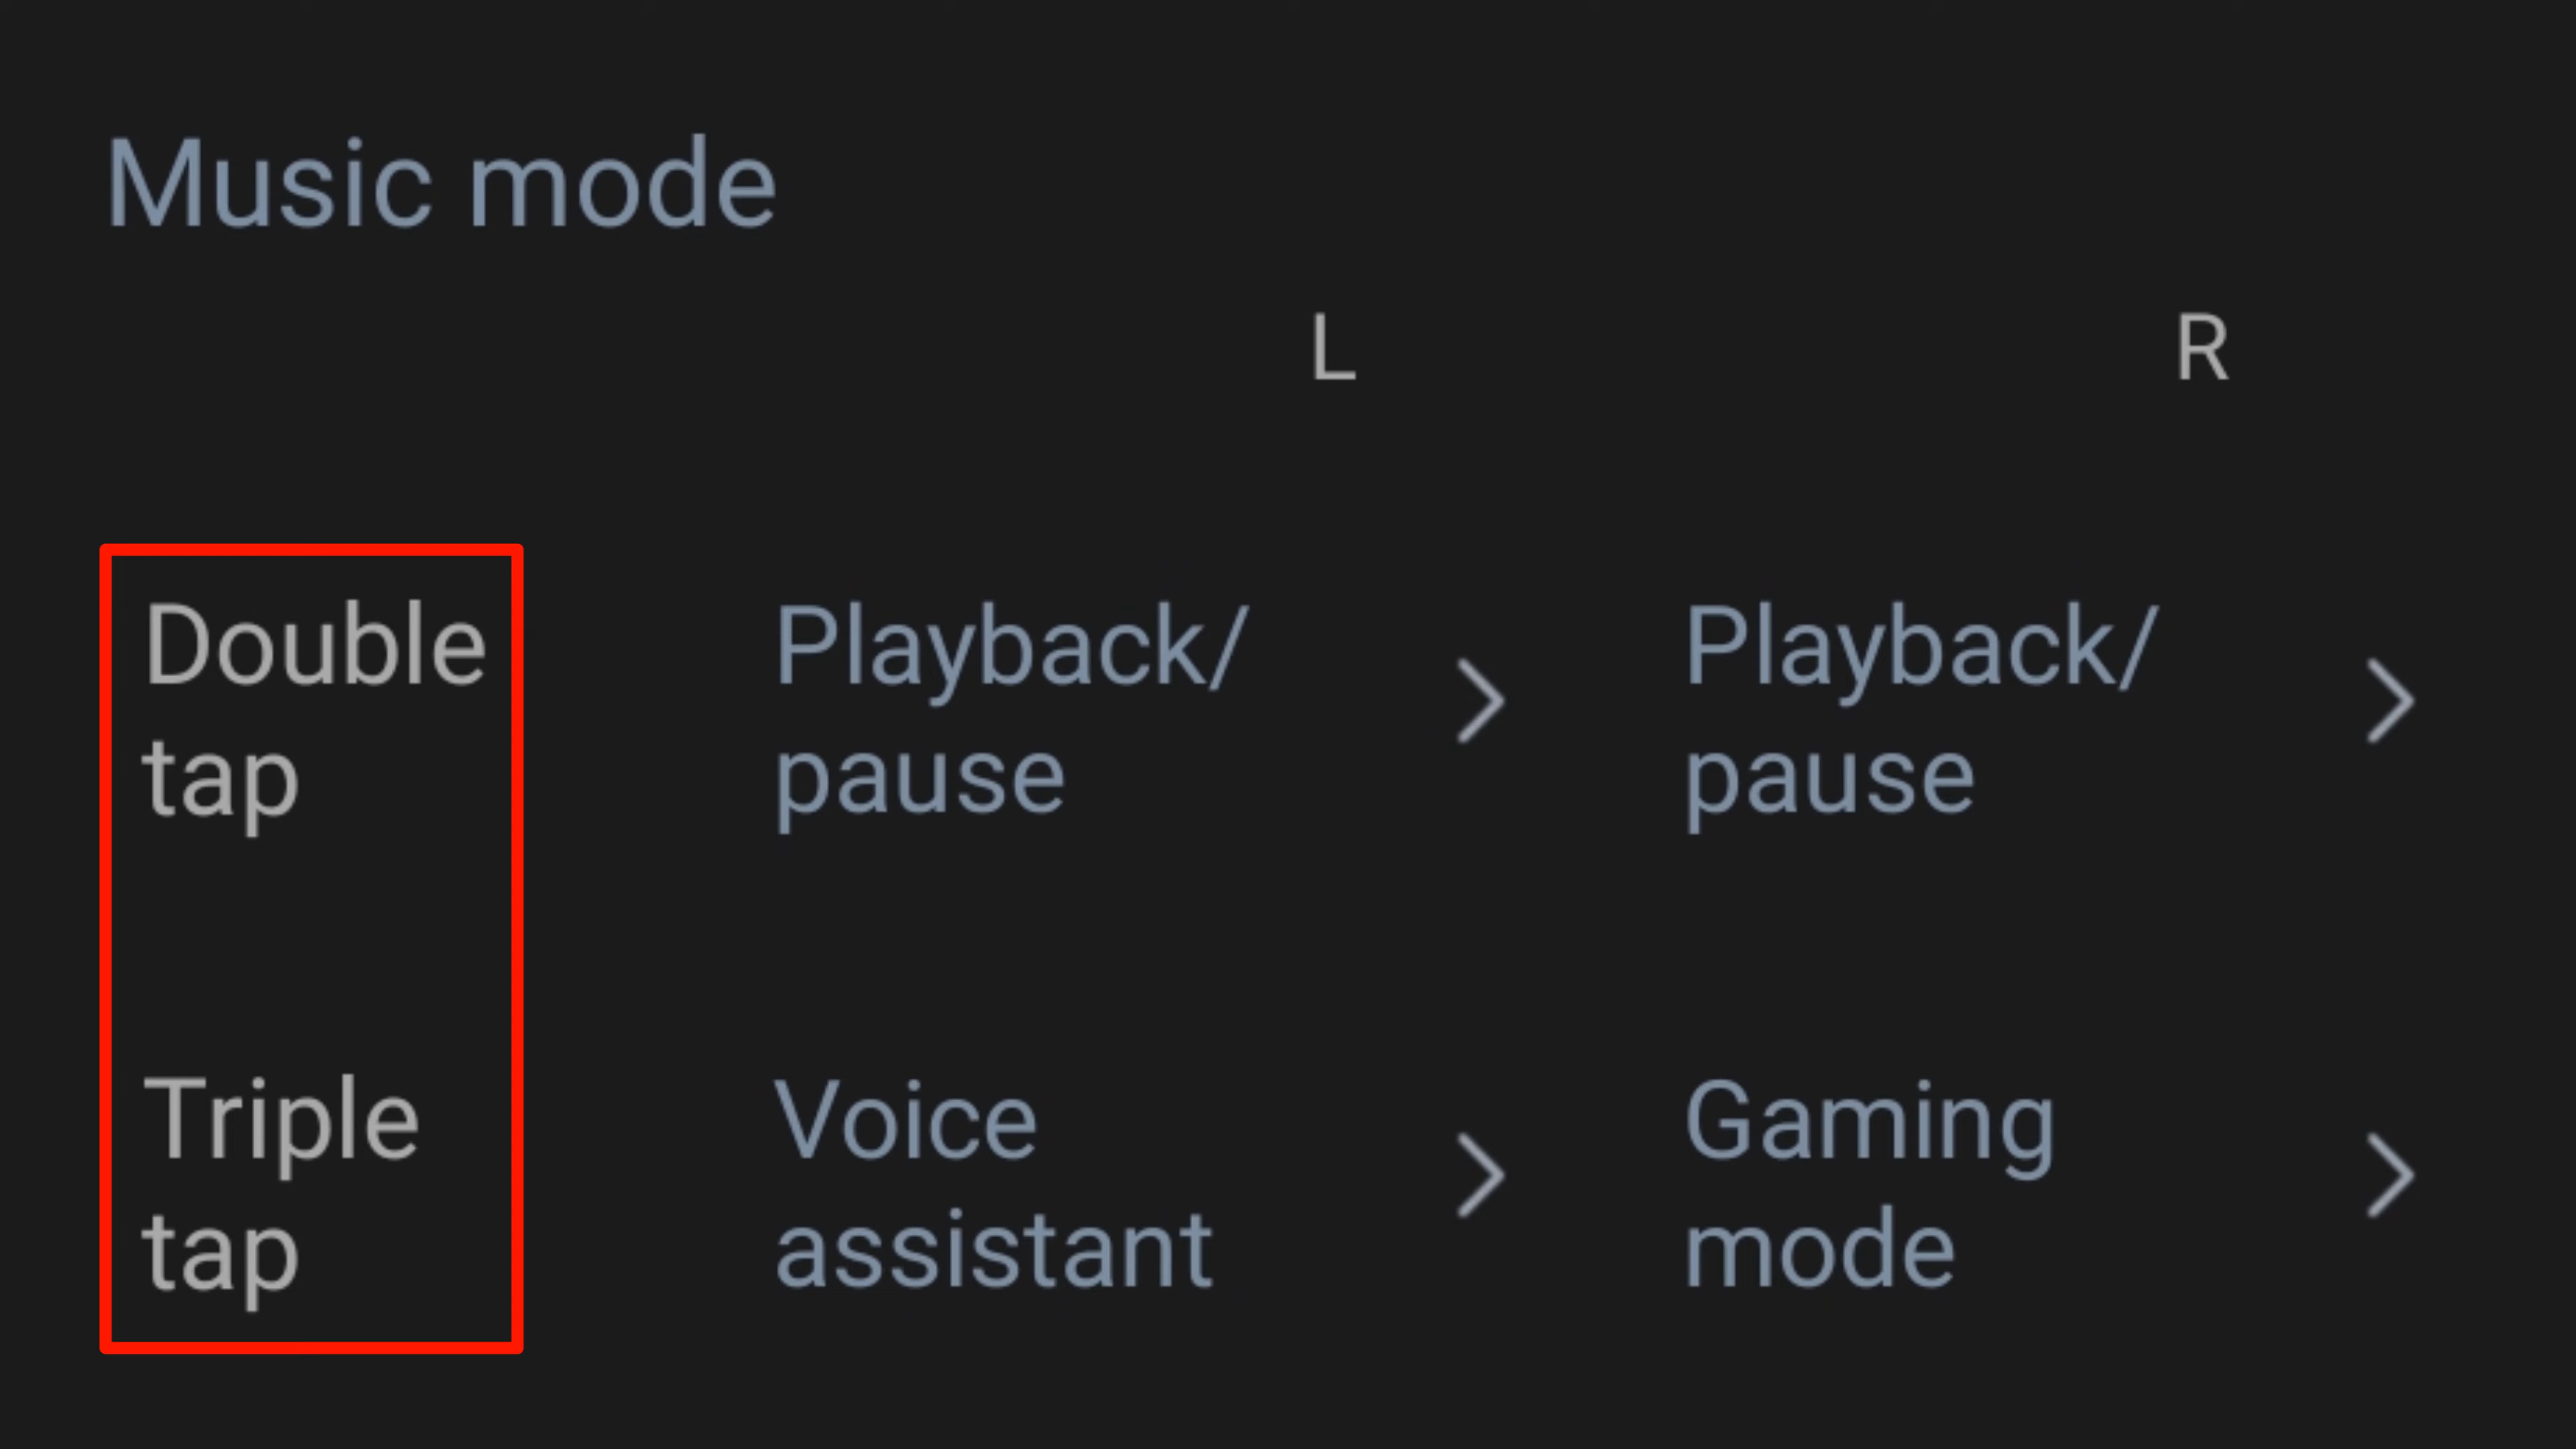 Music mode
L R
Double Playback/ Playback/
tap pause pause
Triple Voice Gaming
tap assistant mode